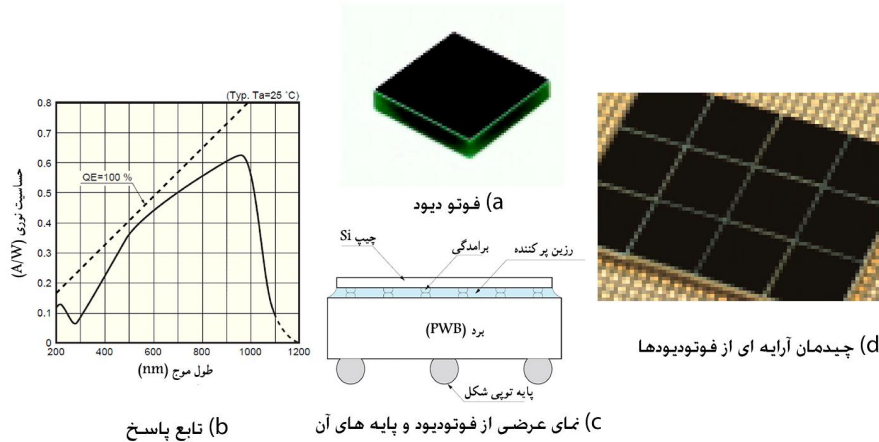 (Typ. Ta=25 ˚C)
0.8
0.7
0.6
0.5
0.4
0.3
0.2
0.1
0
QE=100 %
حساسیت نوری (A/W)
200 400 600 800 1000 1200
طول موج (nm)
b) تابع پاسخ
a) فوتو دیود
چیپ Si
برامدگی
رزین پر کننده
برد (PWB)
پایه توپی شکل
c) نمای عرضی از فوتودیود و پایه های آن
d) چیدمان آرایه ای از فوتودیودها